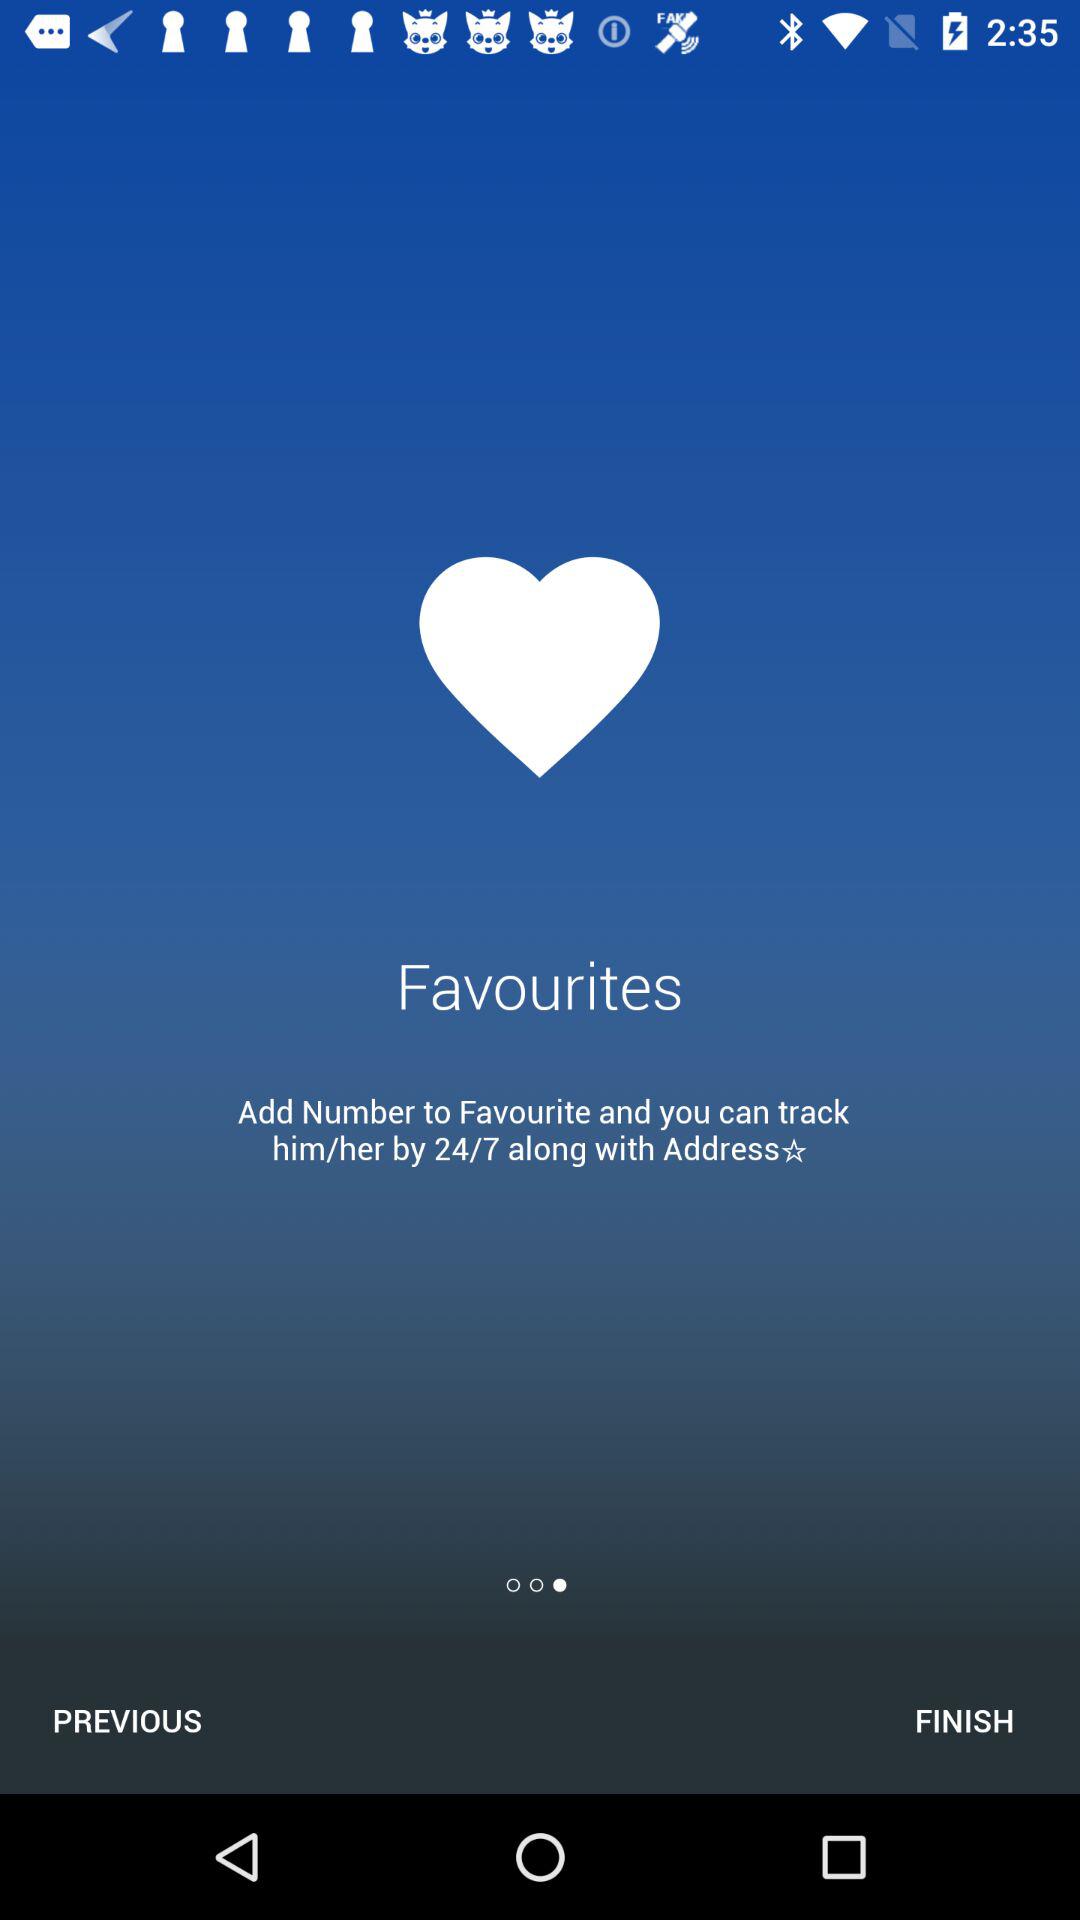 FAKE
2:35
Favourites
Add Number to Favourite and you can track
him/her by 24/7 along with Address☆
PREVIOUS
FINISH